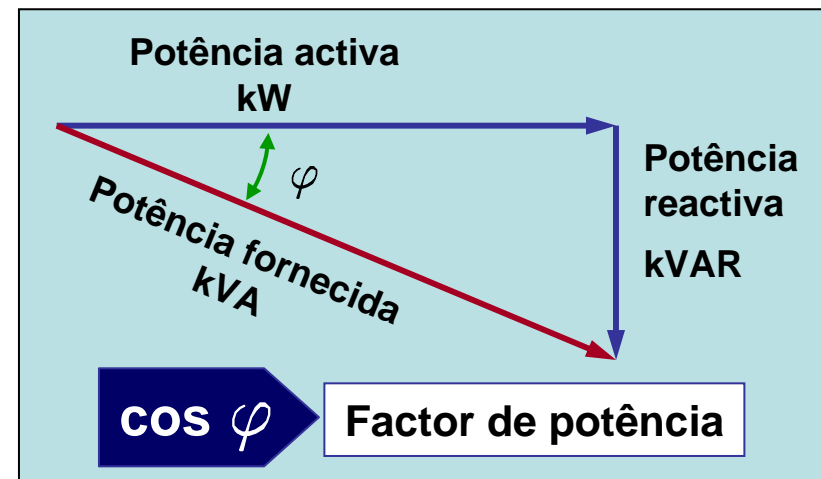 Potência activa
kW
φ
Potência
reactiva
kVAR
Potência fornecida
kVA
cos φ
Factor de potência